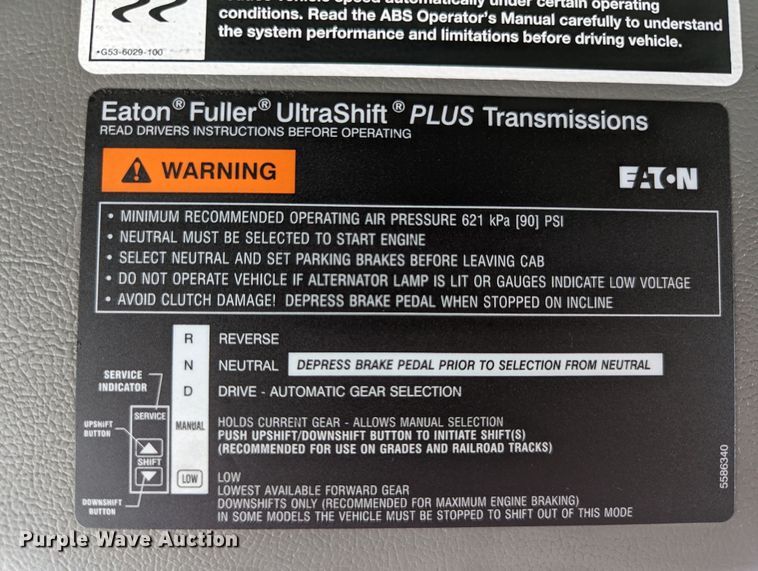 conditions. Read the ABS Operator's Manual carefully to understand
the system performance and limitations before driving vehicle.
•G53-6029-100
Eaton® Fuller® UltraShift® PLUS Transmissions
READ DRIVERS INSTRUCTIONS BEFORE OPERATING
WARNING
EATON
• MINIMUM RECOMMENDED OPERATING AIR PRESSURE 621 kPa [90] PSI
• NEUTRAL MUST BE SELECTED TO START ENGINE
• SELECT NEUTRAL AND SET PARKING BRAKES BEFORE LEAVING CAB
• DO NOT OPERATE VEHICLE IF ALTERNATOR LAMP IS LIT OR GAUGES INDICATE LOW VOLTAGE
• AVOID CLUTCH DAMAGE! DEPRESS BRAKE PEDAL WHEN STOPPED ON INCLINE
R REVERSE
N NEUTRAL DEPRESS BRAKE PEDAL PRIOR TO SELECTION FROM NEUTRAL
D DRIVE - AUTOMATIC GEAR SELECTION
SERVICE
INDICATOR
SERVICE
UPSHIFT
BUTTON
SHIFT
DOWNSHIFT
BUTTON
MANUAL
HOLDS CURRENT GEAR - ALLOWS MANUAL SELECTION
PUSH UPSHIFT/DOWNSHIFT BUTTON TO INITIATE SHIFT(S)
(RECOMMENDED FOR USE ON GRADES AND RAILROAD TRACKS)
LOW
LOW
LOWEST AVAILABLE FORWARD GEAR
DOWNSHIFTS ONLY (RECOMMENDED FOR MAXIMUM ENGINE BRAKING)
IN SOME MODELS THE VEHICLE MUST BE STOPPED TO SHIFT OUT OF THIS MODE
5586340
Purple Wave Auction